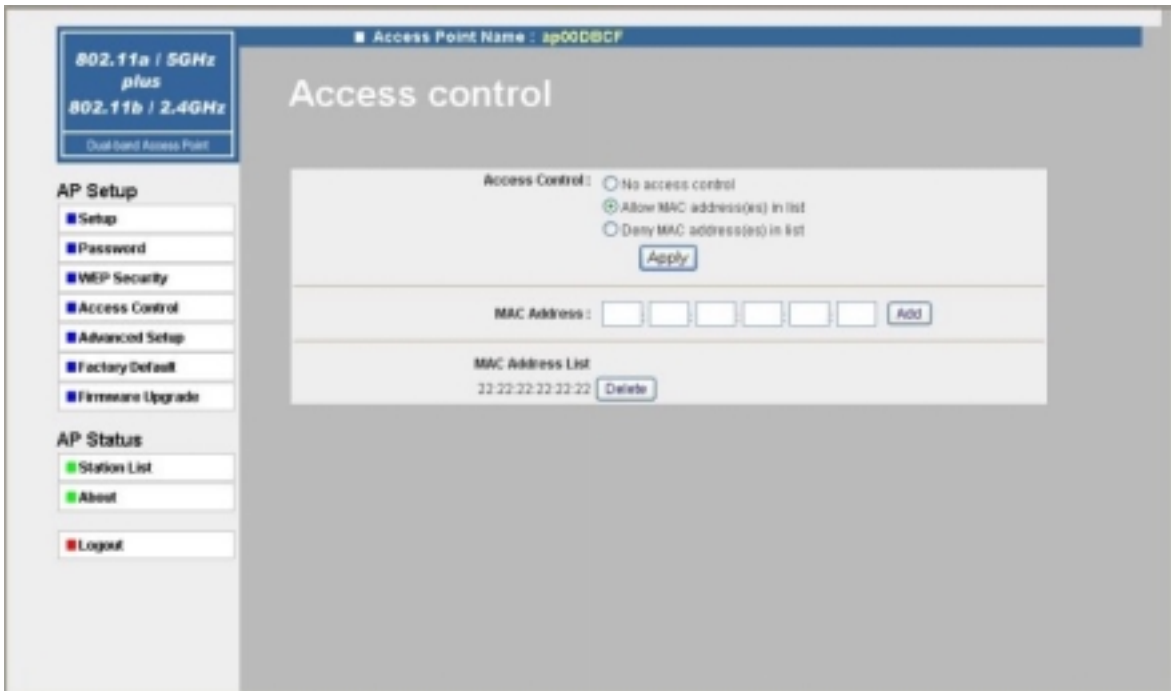 802.11a / 5GHz
plus
802.11b / 2.4GHz
Dual-band Access Point
Access Point Name : ap00DBCF
Access control
AP Setup
Setup
Password
WEP Security
Access Control
Advanced Setup
Factory Default
Firmware Upgrade
AP Status
Station List
About
Logout
Access Control :
No access control
Allow MAC address(es) in list
Deny MAC address(es) in list
Apply
MAC Address : : : : : : Add
MAC Address List
22:22:22:22:22:22 Delete